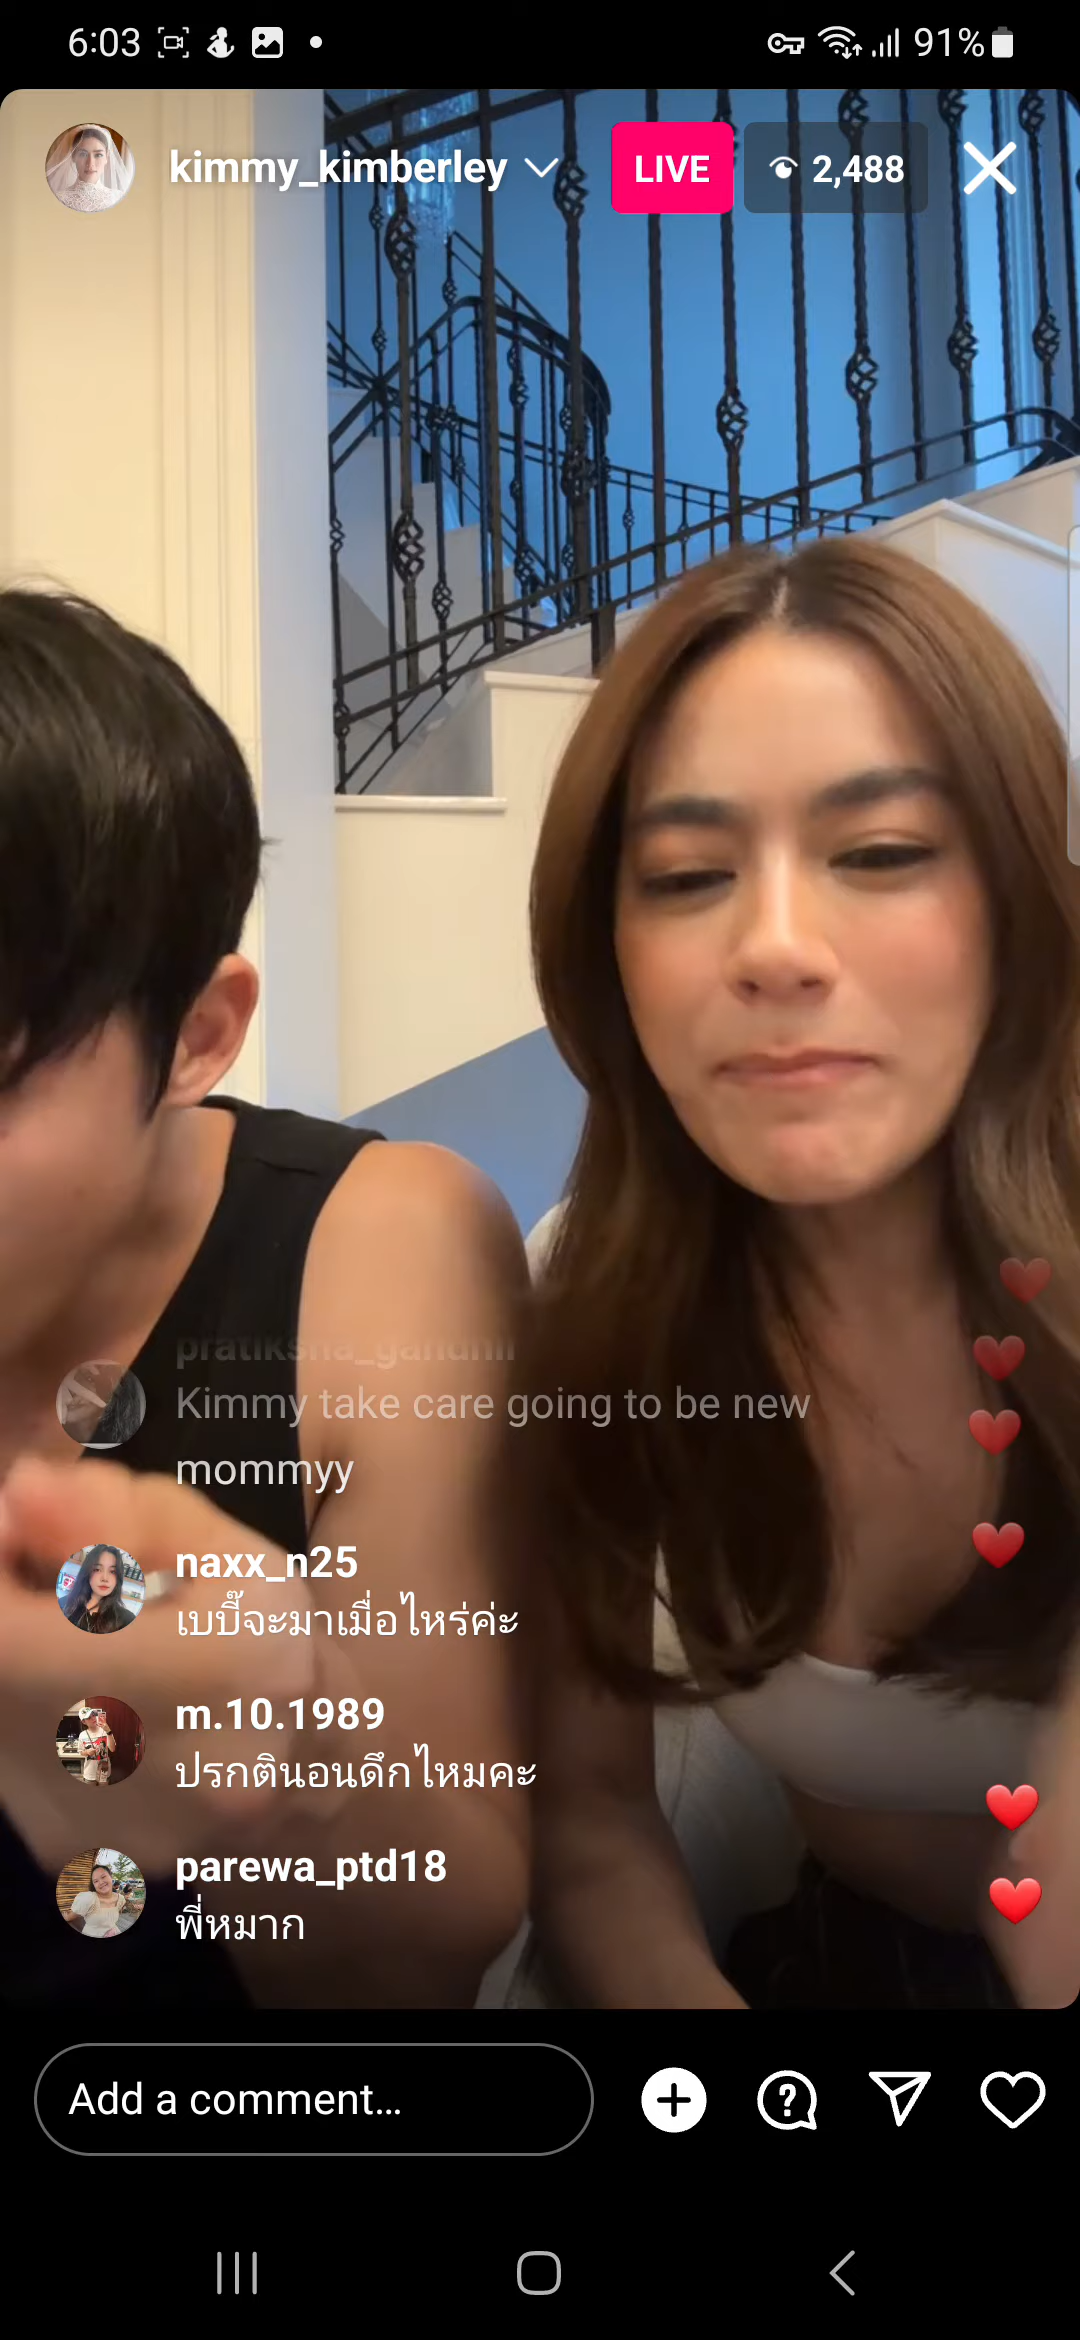 6:03
91%
kimmy_kimberley
LIVE
2,488
pratiksha_gandhii
Kimmy take care going to be new
mommyy
naxx_n25
เบบี๊จะมาเมื่อไหร่ค่ะ
m.10.1989
ปรกตินอนดึกไหมคะ
parewa_ptd18
พี่หมาก
Add a comment...